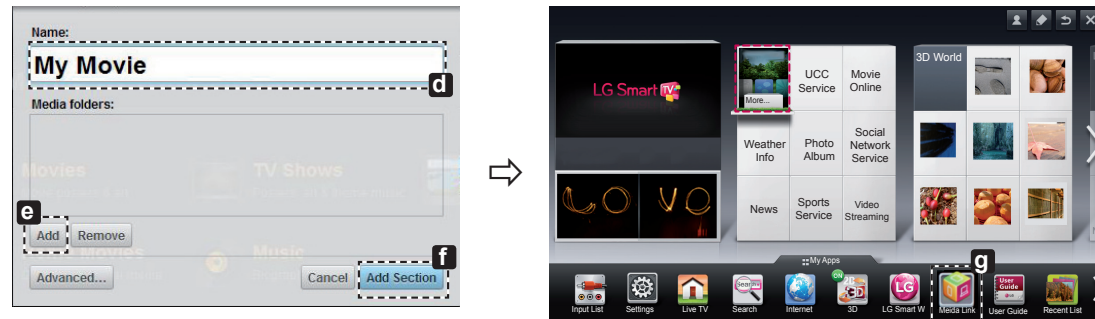 Name:
My Movie
d
Media folders:
Movies
TV Shows
Music
e
Add
Remove
f
Advanced...
Cancel
Add Section
⇨
LG Smart TV
More...
UCC Service
Movie Online
Weather Info
Photo Album
Social Network Service
News
Sports Service
Video Streaming
3D World
My Apps
g
Input List
Settings
Live TV
Search
Search
Internet
ON
3D
LG
LG Smart W
Meida Link
User Guide
User Guide
Recent List